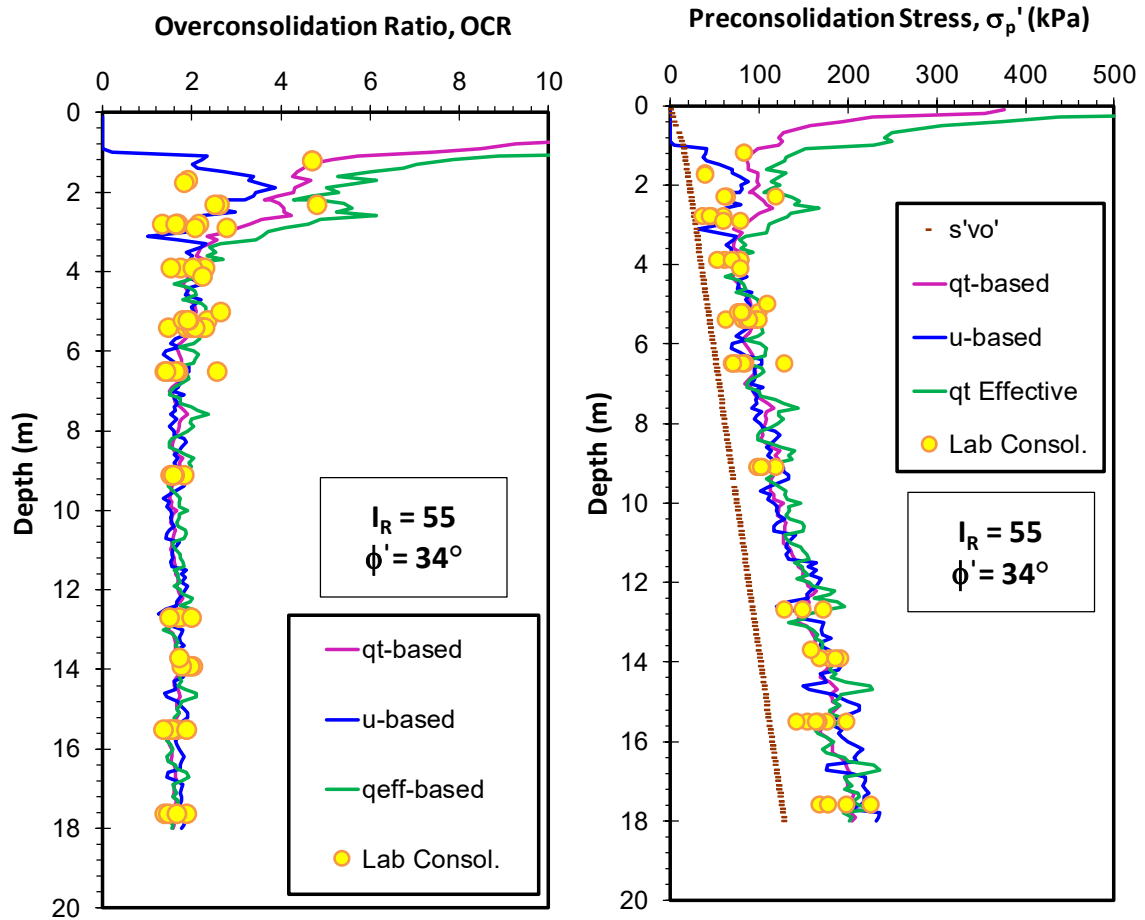 Overconsolidation Ratio, OCR
0 2 4 6 8 10
Depth (m)
0
2
4
6
8
10
12
14
16
18
20
I_R = 55
ϕ' = 34°
qt-based
u-based
qeff-based
Lab Consol.
Preconsolidation Stress, σ_p' (kPa)
0 100 200 300 400 500
Depth (m)
0
2
4
6
8
10
12
14
16
18
20
s'vo'
qt-based
u-based
qt Effective
Lab Consol.
I_R = 55
ϕ' = 34°